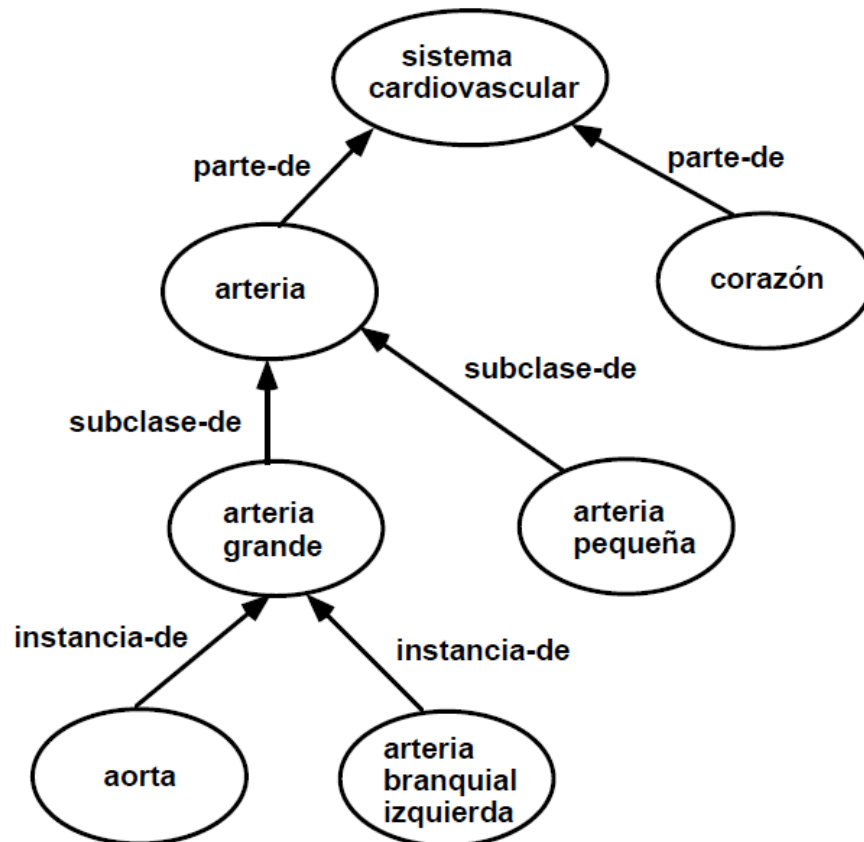 sistema
cardiovascular
parte-de
parte-de
arteria
corazón
subclase-de
subclase-de
arteria
grande
arteria
pequeña
instancia-de
instancia-de
aorta
arteria
branquial
izquierda